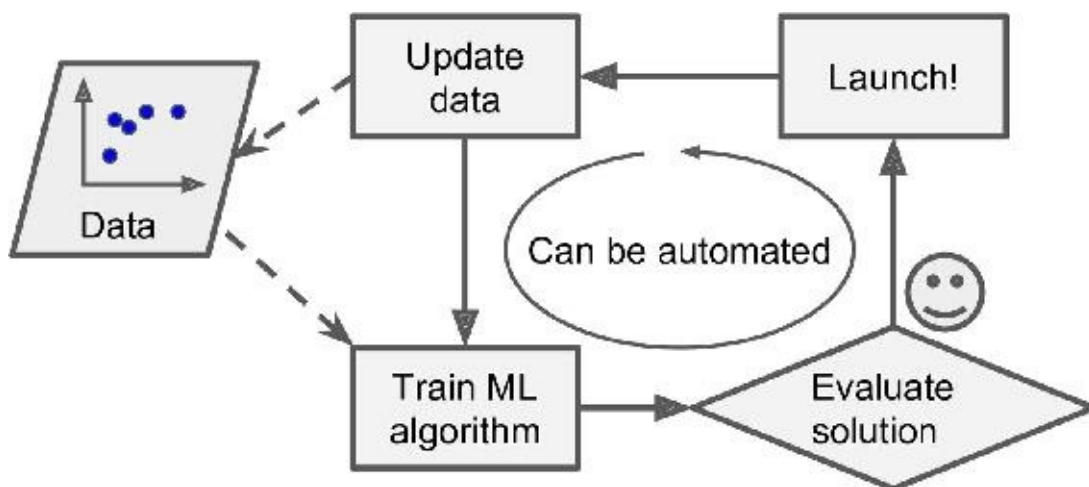 Update
data
Launch!
Data
Can be automated
Train ML
algorithm
Evaluate
solution